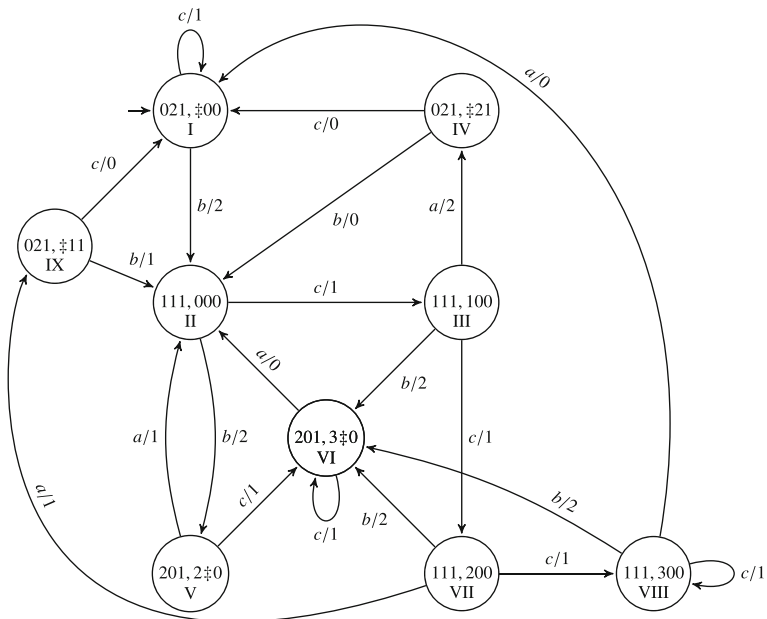 c/1
a/0
021, ‡00
I
c/0
021, ‡21
IV
c/0
b/2
b/0
a/2
021, ‡11
IX
b/1
111, 000
II
c/1
111, 100
III
a/0
b/2
a/1
b/2
201, 3‡0
VI
c/1
c/1
b/2
a/1
c/1
b/2
201, 2‡0
V
111, 200
VII
c/1
111, 300
VIII
c/1